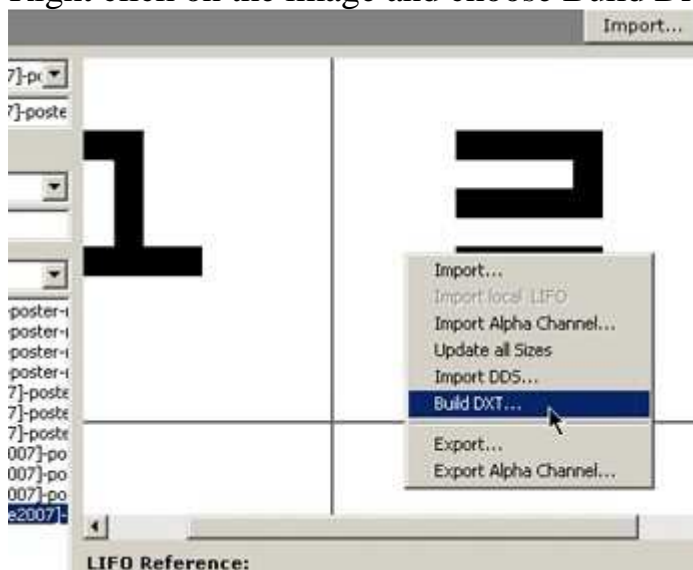 Right click on the image and choose Build D
Import...
7]-po
7]-poste
1
Import...
Import local LIFO
Import Alpha Channel...
Update all Sizes
Import DDS...
Build DXT...
Export...
Export Alpha Channel...
-poster-
-poster-
-poster-
-poster-
7]-poste
7]-poste
7]-poste
007]-po
007]-po
007]-po
e2007]-
LIFO Reference: